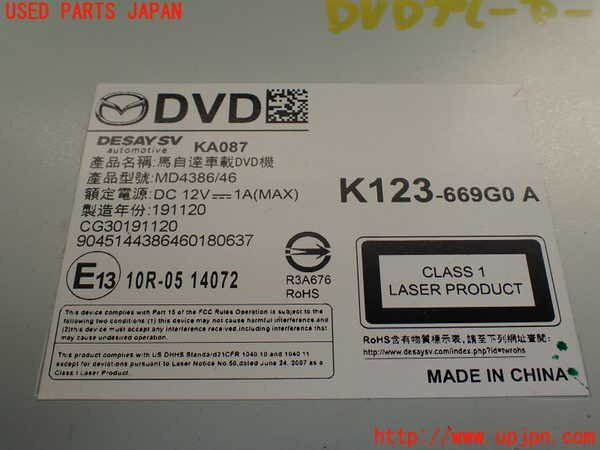 USED PARTS JAPAN
DVDプレーヤー
DVD
DESAY SV
automotive
KA087
產品名稱:馬自達車載DVD機
產品型號:MD4386/46
額定電源:DC 12V⎓1A(MAX)
製造年份:191120
CG30191120
9045144386460180637
K123-669G0 A
E13 10R-05 14072
R3A676
RoHS
CLASS 1
LASER PRODUCT
This device complies with Part 15 of the FCC Rules Operation is subject to the
following two conditions (1) this device may not cause harmful interference,and
(2)this device must accept any interference received,including interference that
may cause undesired operation.
This product complies with US DHHS Standard21CFR 1040.10 and 1040 11
except for deviations pursuant to Laser Notice No.50,dated June 24, 2007 as a
Class 1 Laser Product.
RoHS含有物質標示表,請至下列網址查閱:
http://www.desaysv.com/index.php?id=twrohs
MADE IN CHINA
http://www.upjpn.com/